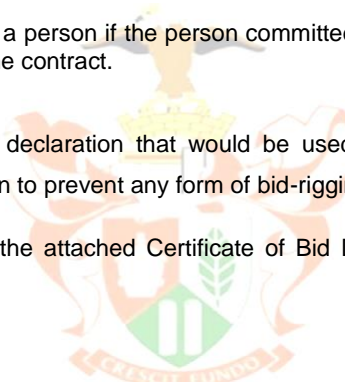 a person if the person committed
e contract.
declaration that would be used
n to prevent any form of bid-rigging
the attached Certificate of Bid
CRESCIT FUNDO